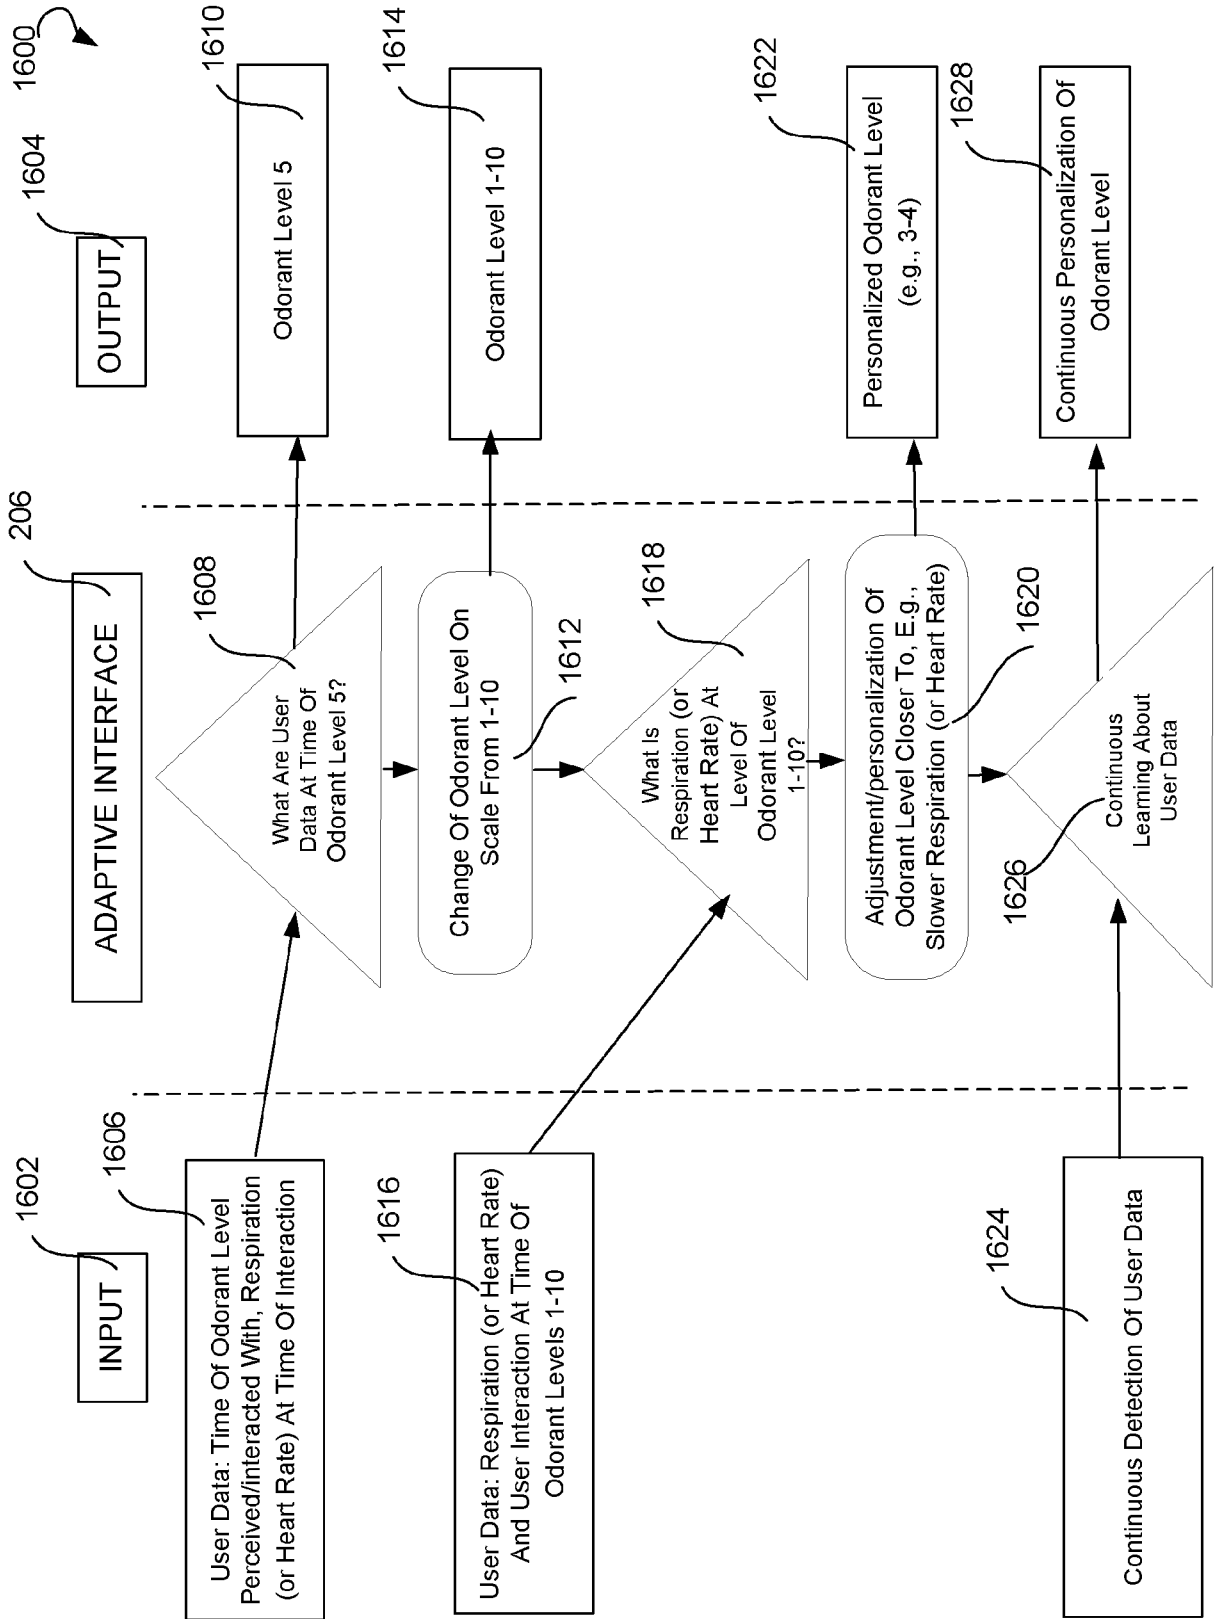 1600
INPUT
1602
ADAPTIVE INTERFACE
206
OUTPUT
1604
User Data: Time Of Odorant Level
Perceived/interacted With, Respiration
(or Heart Rate) At Time Of Interaction
1606
What Are User
Data At Time Of
Odorant Level 5?
1608
Odorant Level 5
1610
Change Of Odorant Level On
Scale From 1-10
1612
Odorant Level 1-10
1614
User Data: Respiration (or Heart Rate)
And User Interaction At Time Of
Odorant Levels 1-10
1616
What Is
Respiration (or
Heart Rate) At
Level Of
Odorant Level
1-10?
1618
Adjustment/personalization Of
Odorant Level Closer To, E.g.,
Slower Respiration (or Heart Rate)
1620
Personalized Odorant Level
(e.g., 3-4)
1622
Continuous Detection Of User Data
1624
Continuous
Learning About
User Data
1626
Continuous Personalization Of
Odorant Level
1628